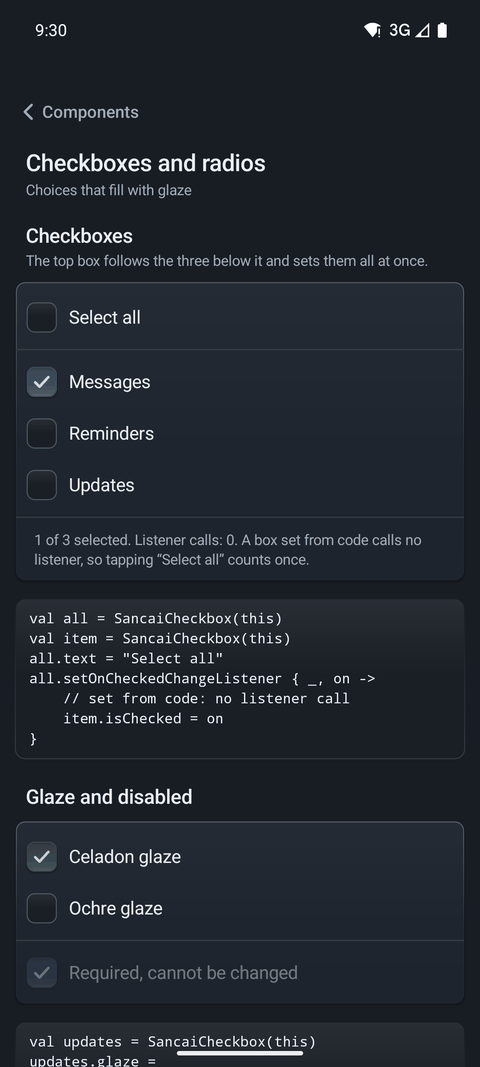 9:30
3G
Components
Checkboxes and radios
Choices that fill with glaze
Checkboxes
The top box follows the three below it and sets them all at once.
Select all
Messages
Reminders
Updates
1 of 3 selected. Listener calls: 0. A box set from code calls no
listener, so tapping “Select all” counts once.
val all = SancaiCheckbox(this)
val item = SancaiCheckbox(this)
all.text = "Select all"
all.setOnCheckedChangeListener { _, on ->
    // set from code: no listener call
    item.isChecked = on
}
Glaze and disabled
Celadon glaze
Ochre glaze
Required, cannot be changed
val updates = SancaiCheckbox(this)
updates.glaze =